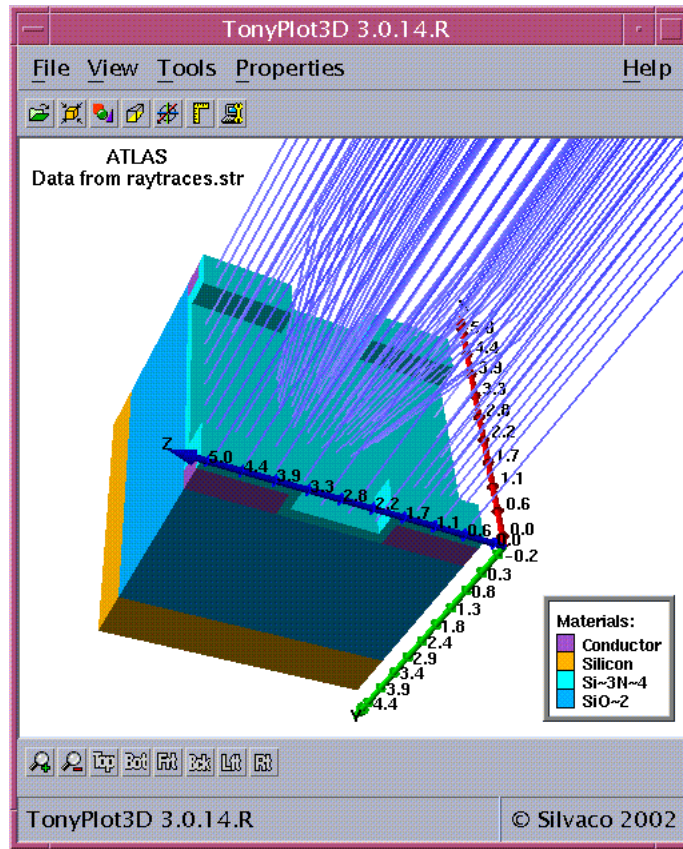 TonyPlot3D 3.0.14.R
File View Tools Properties Help
ATLAS
Data from raytraces.str
4.4
3.9
3.3
2.8
2.2
1.7
1.1
0.6
0.0
Z
5.0
4.4
3.9
3.3
2.8
2.2
1.7
1.1
0.6
-0.2
0.3
0.8
1.3
1.8
2.4
2.9
3.4
3.9
4.4
Y
Materials:
Conductor
Silicon
Si~3N~4
SiO~2
Top Bot Frt Bck Lft Rt
TonyPlot3D 3.0.14.R © Silvaco 2002